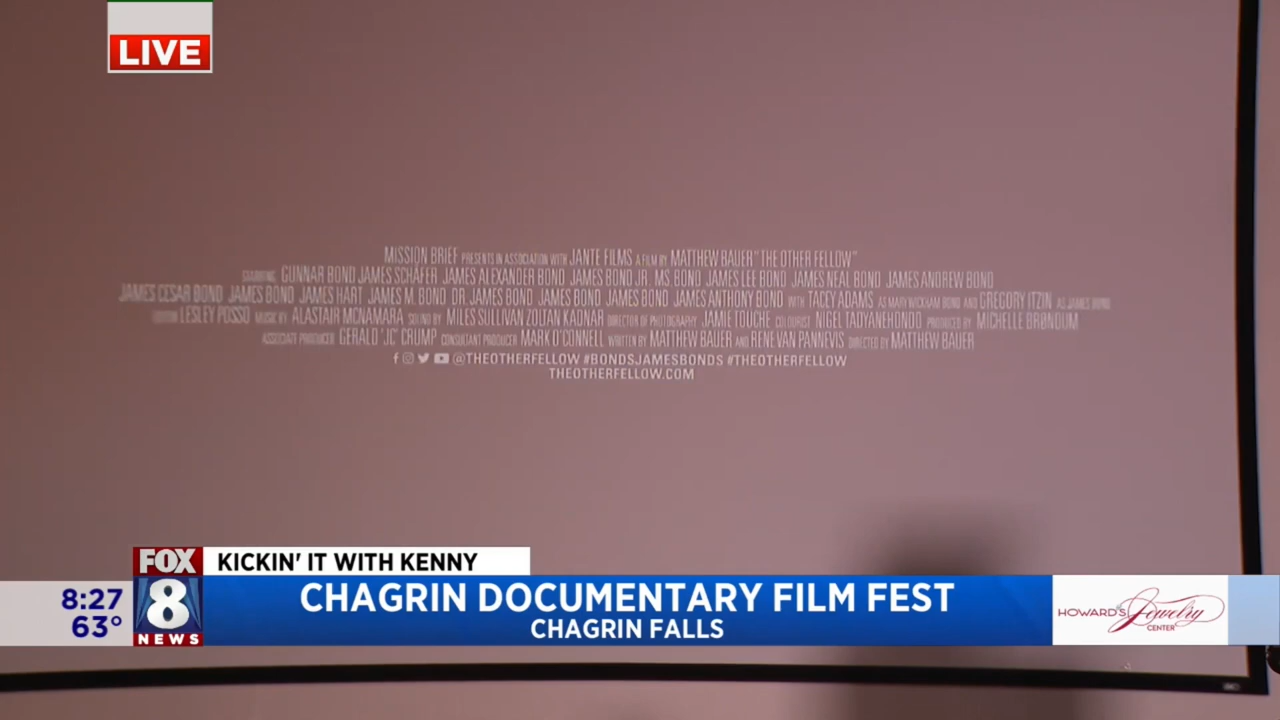 LIVE
MISSION BRIEF PRESENTS IN ASSOCIATION WITH JANTE FILMS A FILM BY MATTHEW BAUER "THE OTHER FELLOW"
STARRING GUNNAR BOND JAMES SCHÄFER JAMES ALEXANDER BOND JAMES BOND JR MS. BOND JAMES LEE BOND JAMES NEAL BOND JAMES ANDREW BOND
JAMES CESAR BOND JAMES BOND JAMES HART JAMES M. BOND DR. JAMES BOND JAMES BOND JAMES BOND JAMES ANTHONY BOND WITH TACEY ADAMS AS MARY WICKHAM BOND AND GREGORY ITZIN AS JAMES BOND
EDITOR LESLEY POSSO MUSIC BY ALASTAIR MCNAMARA SOUND BY MILES SULLIVAN ZOLTAN KADNAR DIRECTOR OF PHOTOGRAPHY JAMIE TOUCHE COLOURIST NIGEL TADYANEHONDO PRODUCED BY MICHELLE BRØNDUM
ASSOCIATE PRODUCER GERALD "JC" CRUMP CONSULTANT PRODUCER MARK O'CONNELL WRITTEN BY MATTHEW BAUER AND RENE VAN PANNEVIS DIRECTED BY MATTHEW BAUER
@THEOTHERFELLOW #BONDSJAMESBONDS #THEOTHERFELLOW
THEOTHERFELLOW.COM
KICKIN' IT WITH KENNY
CHAGRIN DOCUMENTARY FILM FEST
CHAGRIN FALLS
8:27
63°
FOX
8
NEWS
HOWARD'S Jewelry
CENTER